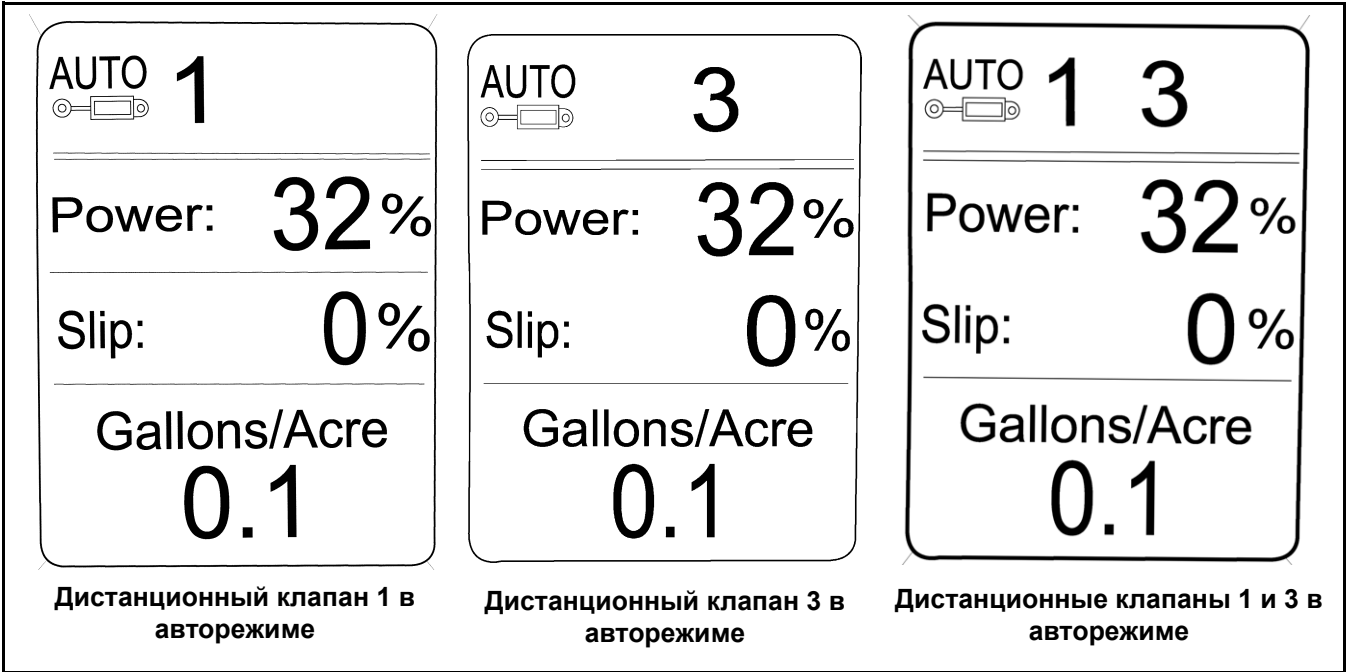 AUTO 1
Power: 32%
Slip: 0%
Gallons/Acre
0.1
Дистанционный клапан 1 в
авторежиме
AUTO 3
Power: 32%
Slip: 0%
Gallons/Acre
0.1
Дистанционный клапан 3 в
авторежиме
AUTO 1 3
Power: 32%
Slip: 0%
Gallons/Acre
0.1
Дистанционные клапаны 1 и 3 в
авторежиме